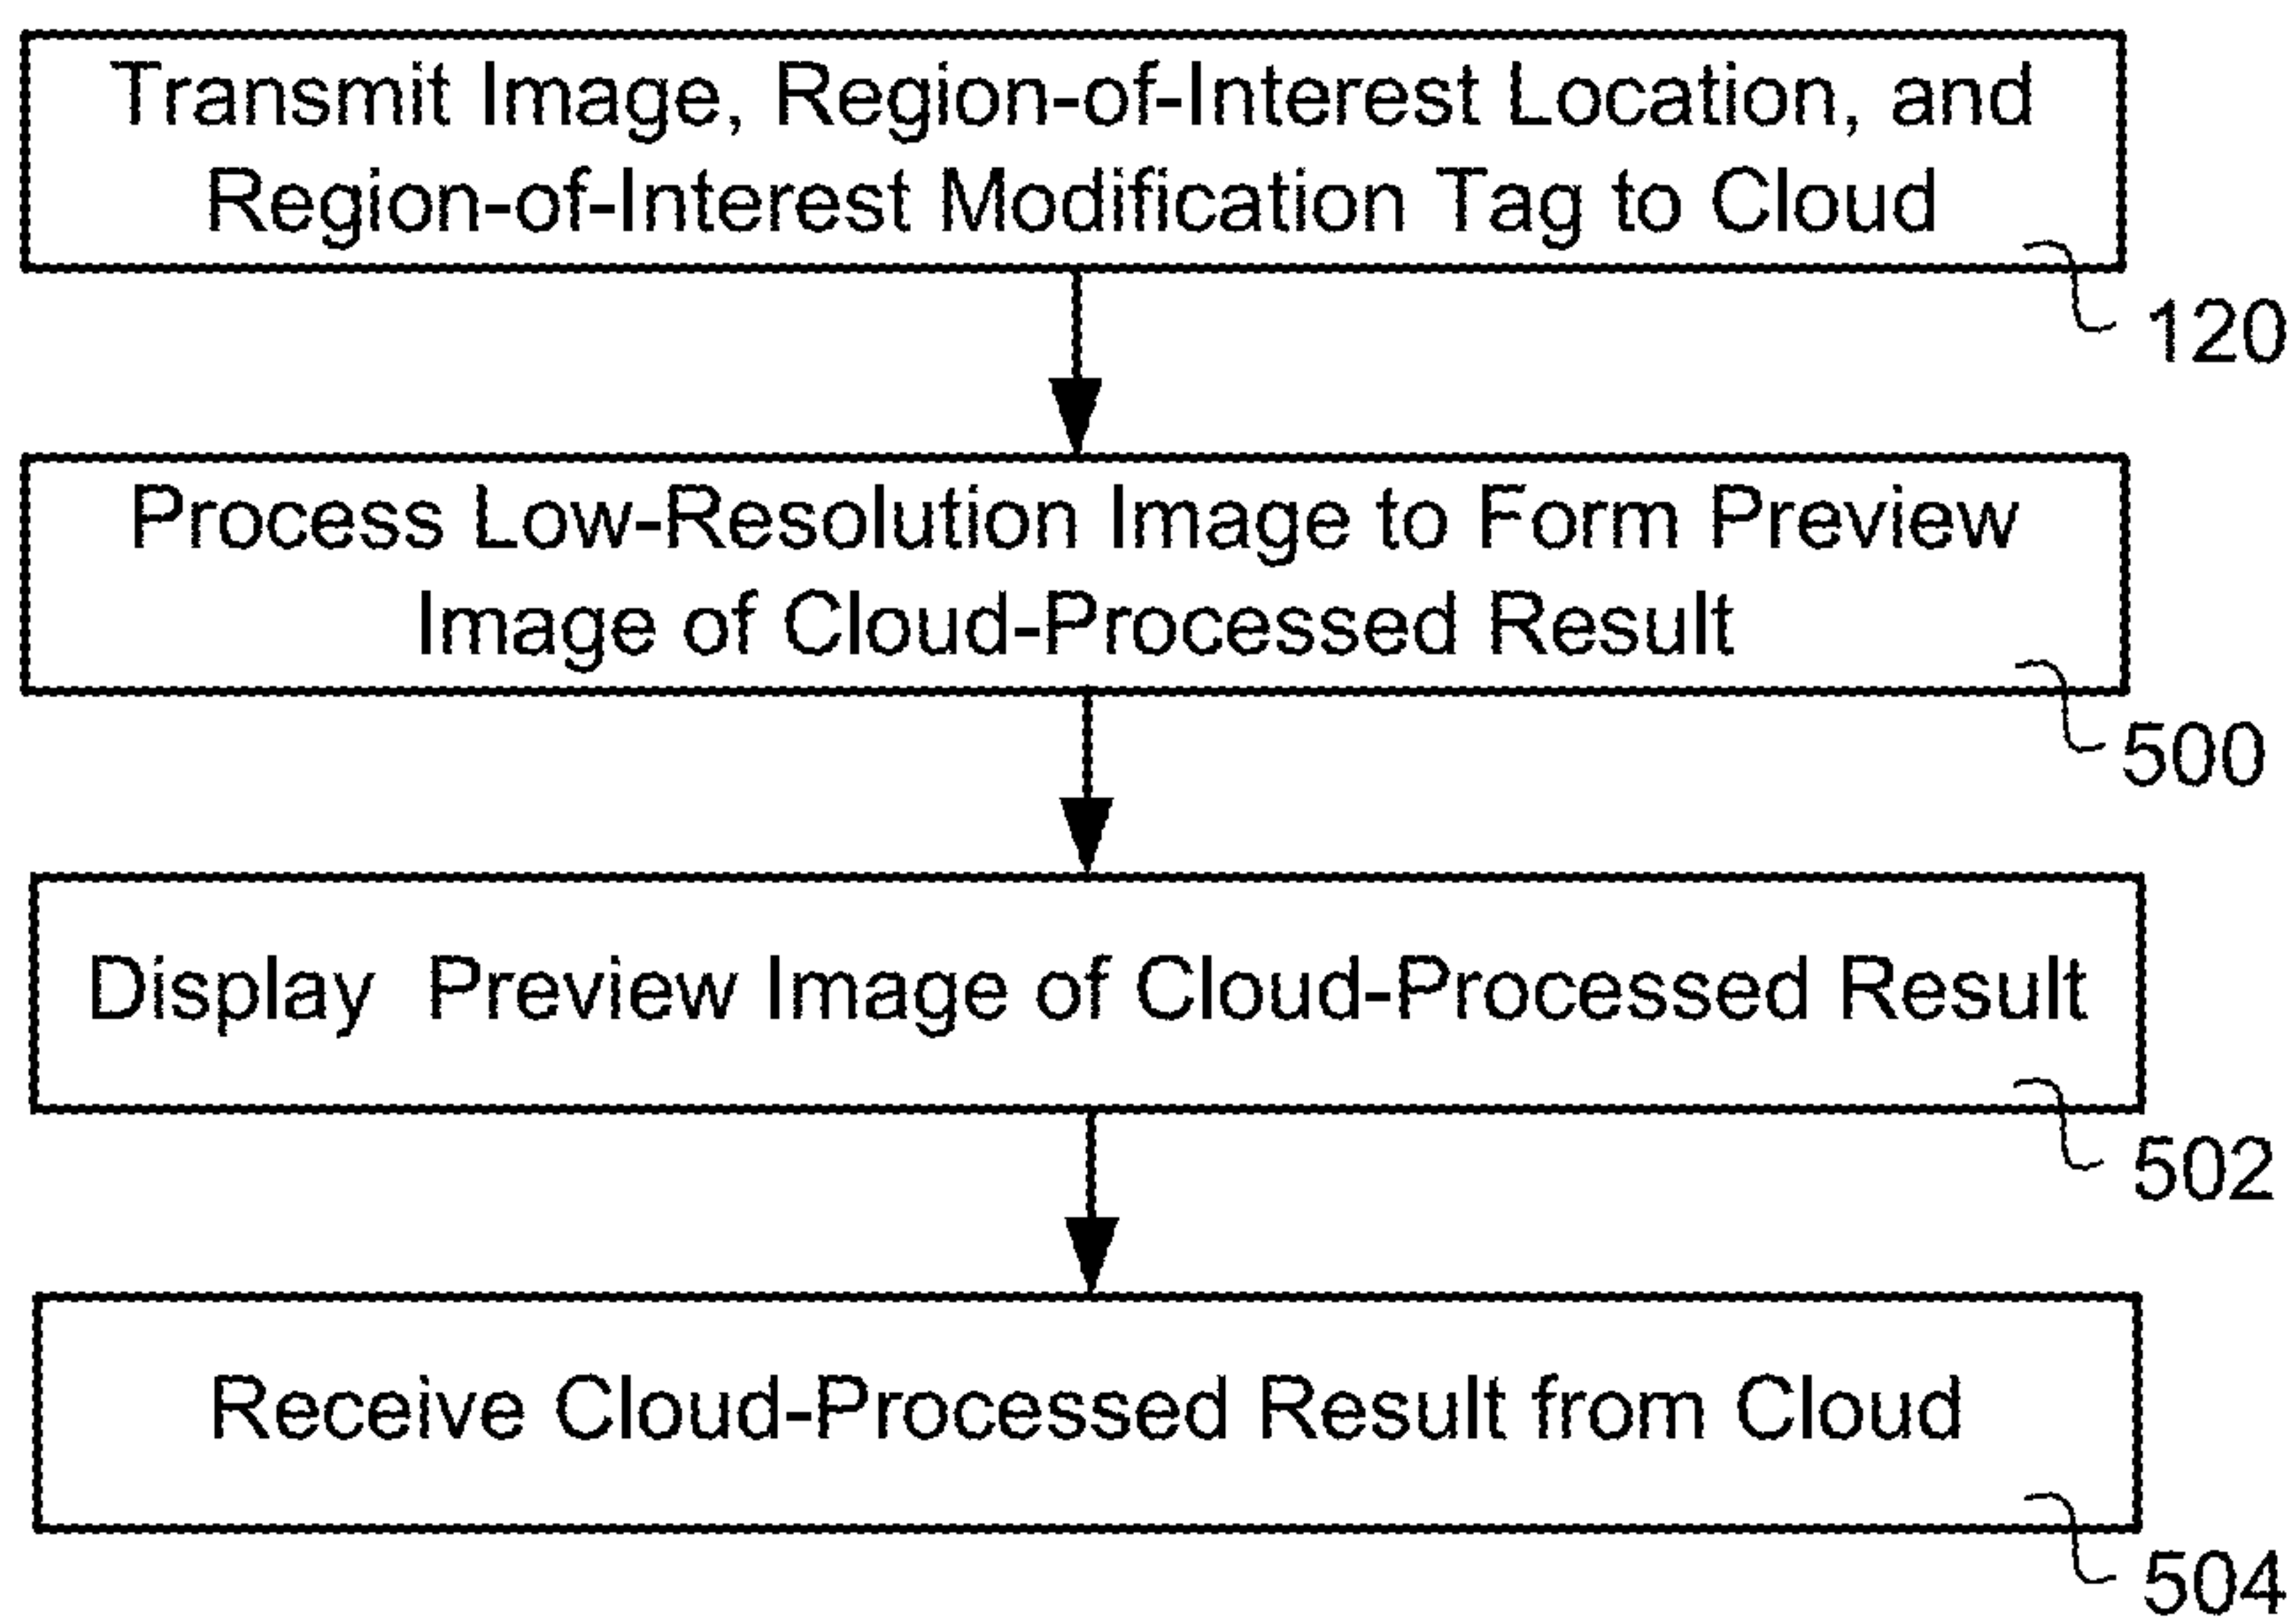 Transmit Image, Region-of-Interest Location, and
Region-of-Interest Modification Tag to Cloud
120
Process Low-Resolution Image to Form Preview
Image of Cloud-Processed Result
500
Display Preview Image of Cloud-Processed Result
502
Receive Cloud-Processed Result from Cloud
504